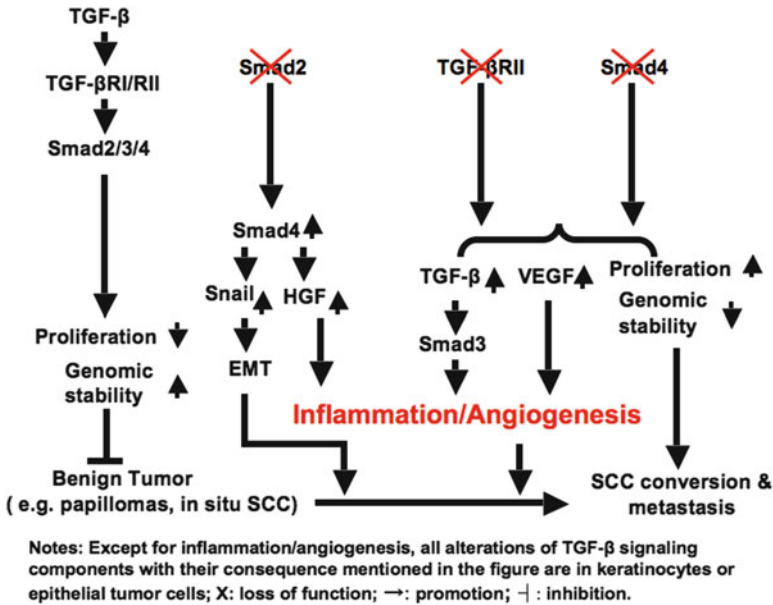 TGF-β
TGF-βRI/RII
Smad2/3/4
Proliferation
Genomic
stability
Benign Tumor
( e.g. papillomas, in situ SCC)
Smad2
Smad4
Snail
HGF
EMT
TGF-βRII
Smad4
TGF-β
VEGF
Smad3
Proliferation
Genomic
stability
Inflammation/Angiogenesis
SCC conversion &
metastasis
Notes: Except for inflammation/angiogenesis, all alterations of TGF-β signaling
components with their consequence mentioned in the figure are in keratinocytes or
epithelial tumor cells; X: loss of function; →: promotion; ⊣ : inhibition.